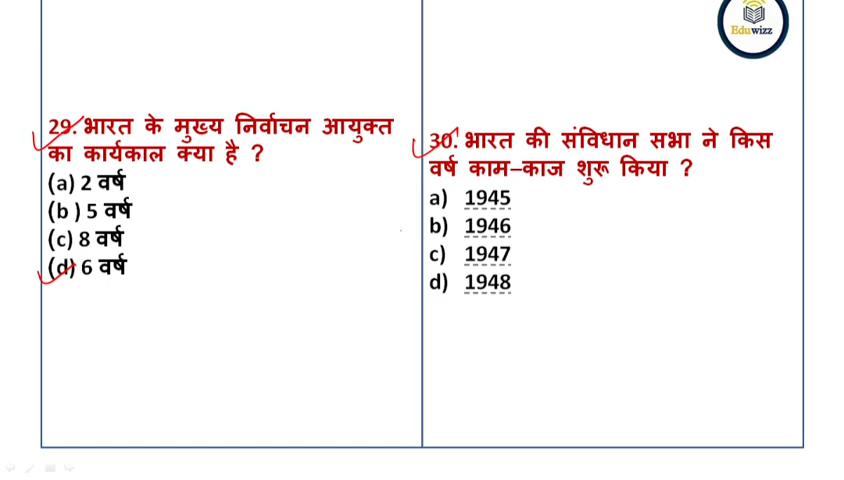 Eduwizz
29. भारत के मुख्य निर्वाचन आयुक्त
का कार्यकाल क्या है ?
(a) 2 वर्ष
(b ) 5 वर्ष
(c) 8 वर्ष
(d) 6 वर्ष
30. भारत की संविधान सभा ने किस
वर्ष काम–काज शुरू किया ?
a) 1945
b) 1946
c) 1947
d) 1948